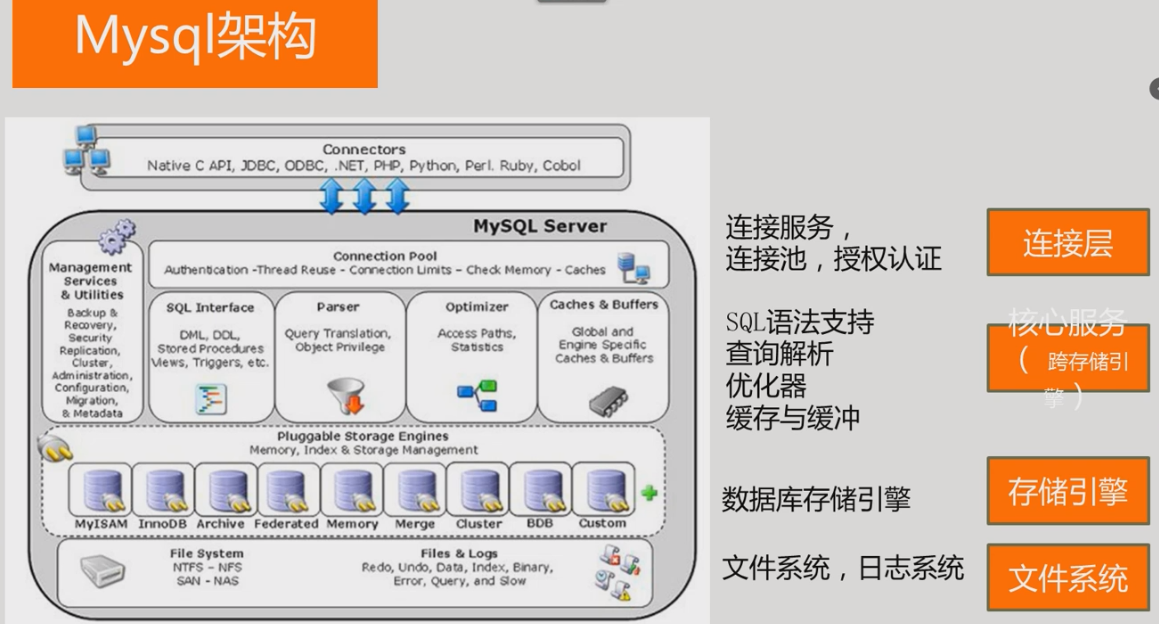 Mysql架构
Connectors
Native C API, JDBC, ODBC, .NET, PHP, Python, Perl. Ruby, Cobol
MySQL Server
Management
Services
& Utilities
Backup &
Recovery,
Security
Replication,
Cluster,
Administration,
Configuration,
Migration,
& Metadata
Connection Pool
Authentication -Thread Reuse - Connection Limits – Check Memory - Caches
SQL Interface
DML, DDL,
Stored Procedures
Views, Triggers, etc.
Parser
Query Translation,
Object Privilege
Optimizer
Access Paths,
Statistics
Caches & Buffers
Global and
Engine Specific
Caches & Buffers
Pluggable Storage Engines
Memory, Index & Storage Management
MyISAM
InnoDB
Archive
Federated
Memory
Merge
Cluster
BDB
Custom
File System
NTFS – NFS
SAN - NAS
Files & Logs
Redo, Undo, Data, Index, Binary,
Error, Query, and Slow
连接服务，
连接池，授权认证
连接层
SQL语法支持
查询解析
优化器
缓存与缓冲
核心服务
（跨存储引
擎）
数据库存储引擎
存储引擎
文件系统，日志系统
文件系统